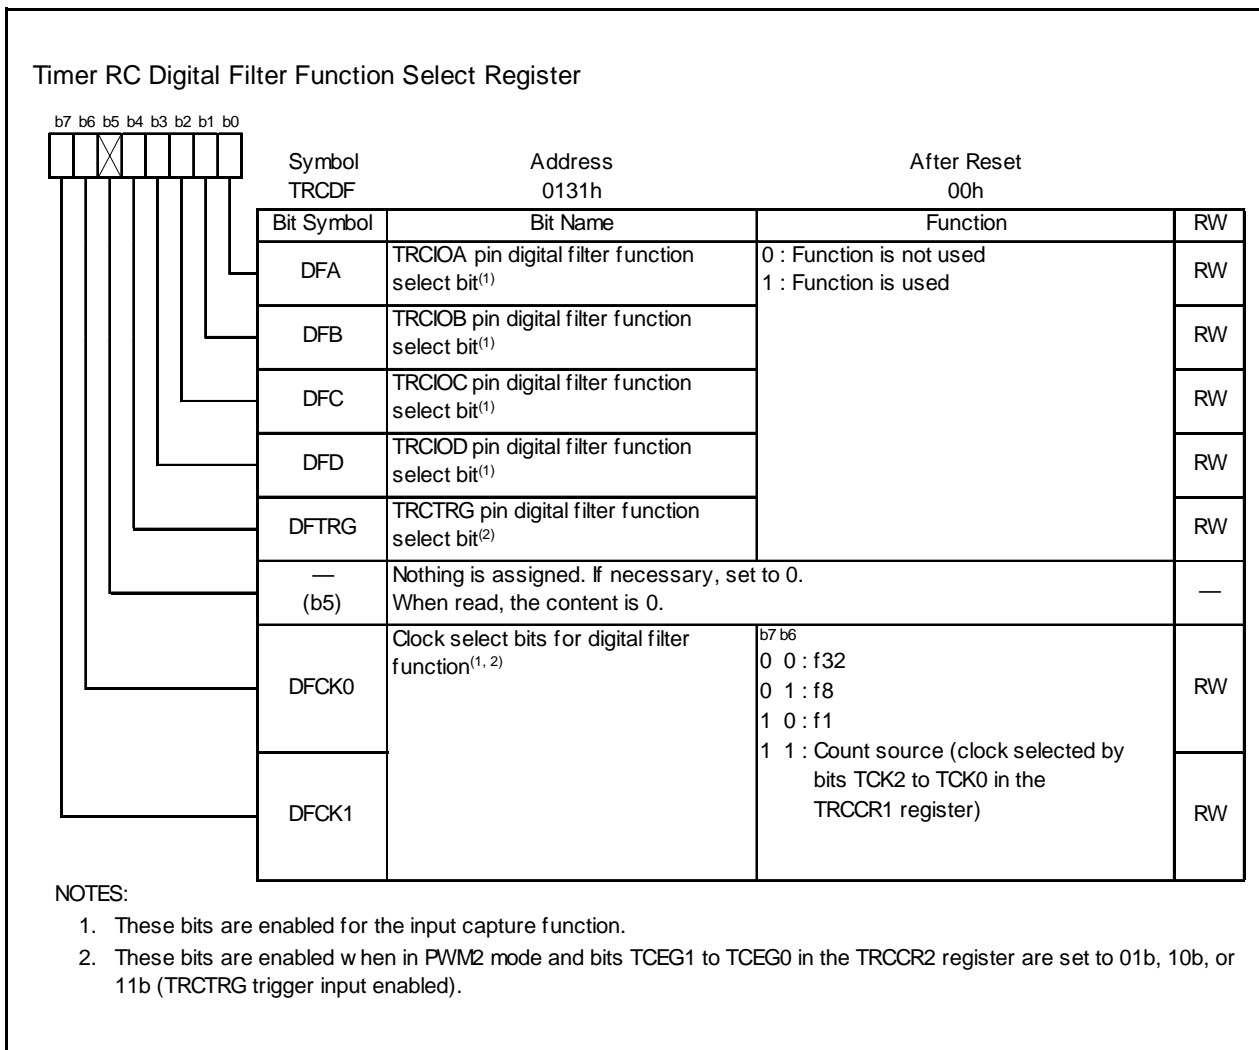 Timer RC Digital Filter Function Select Register
b7 b6 b5 b4 b3 b2 b1 b0
Symbol Address After Reset
TRCDF 0131h 00h
Bit Symbol Bit Name Function RW
DFA TRCIOA pin digital filter function select bit(1) 0 : Function is not used RW
1 : Function is used
DFB TRCIOB pin digital filter function select bit(1) RW
DFC TRCIOC pin digital filter function select bit(1) RW
DFD TRCIOD pin digital filter function select bit(1) RW
DFTRG TRCTRG pin digital filter function select bit(2) RW
— Nothing is assigned. If necessary, set to 0. —
(b5) When read, the content is 0.
DFCK0 Clock select bits for digital filter function(1, 2) RW
b7 b6
0 0 : f32
0 1 : f8
1 0 : f1
1 1 : Count source (clock selected by
bits TCK2 to TCK0 in the
TRCCR1 register)
DFCK1 RW
NOTES:
1. These bits are enabled for the input capture function.
2. These bits are enabled w hen in PWM2 mode and bits TCEG1 to TCEG0 in the TRCCR2 register are set to 01b, 10b, or
11b (TRCTRG trigger input enabled).